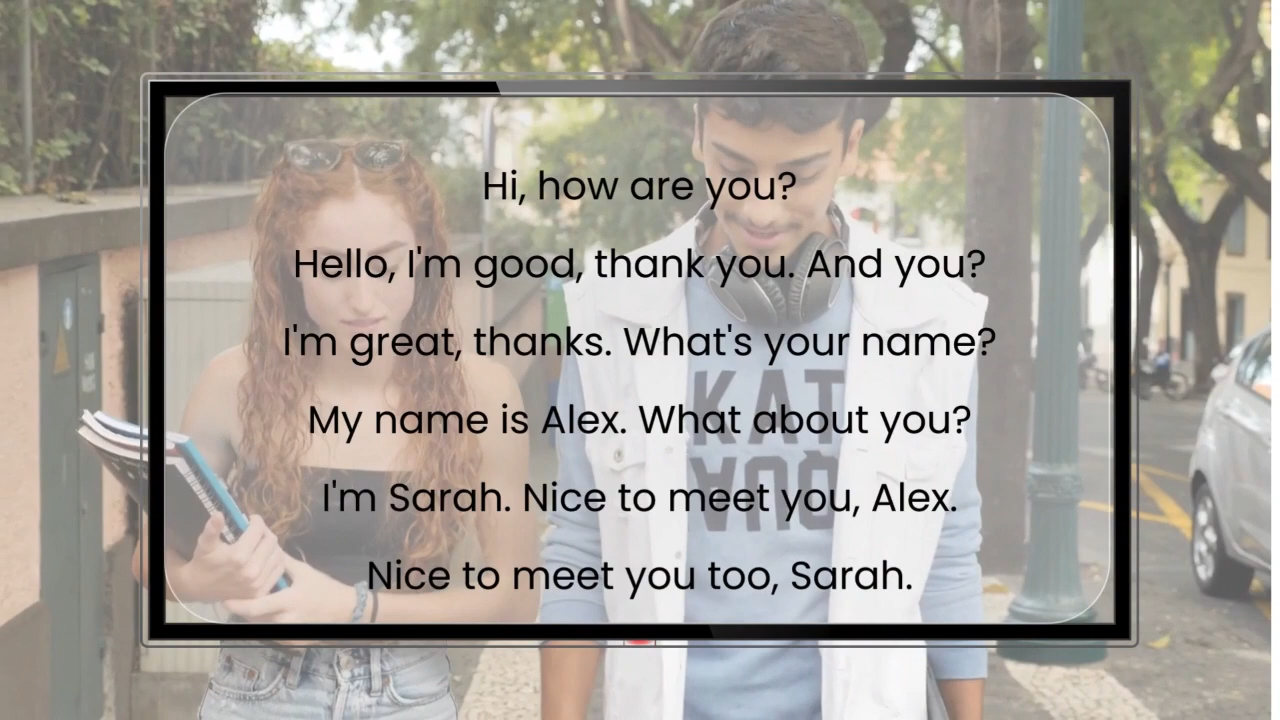 Hi, how are you?
Hello, I'm good, thank you. And you?
I'm great, thanks. What's your name?
My name is Alex. What about you?
I'm Sarah. Nice to meet you, Alex.
Nice to meet you too, Sarah.
KAT